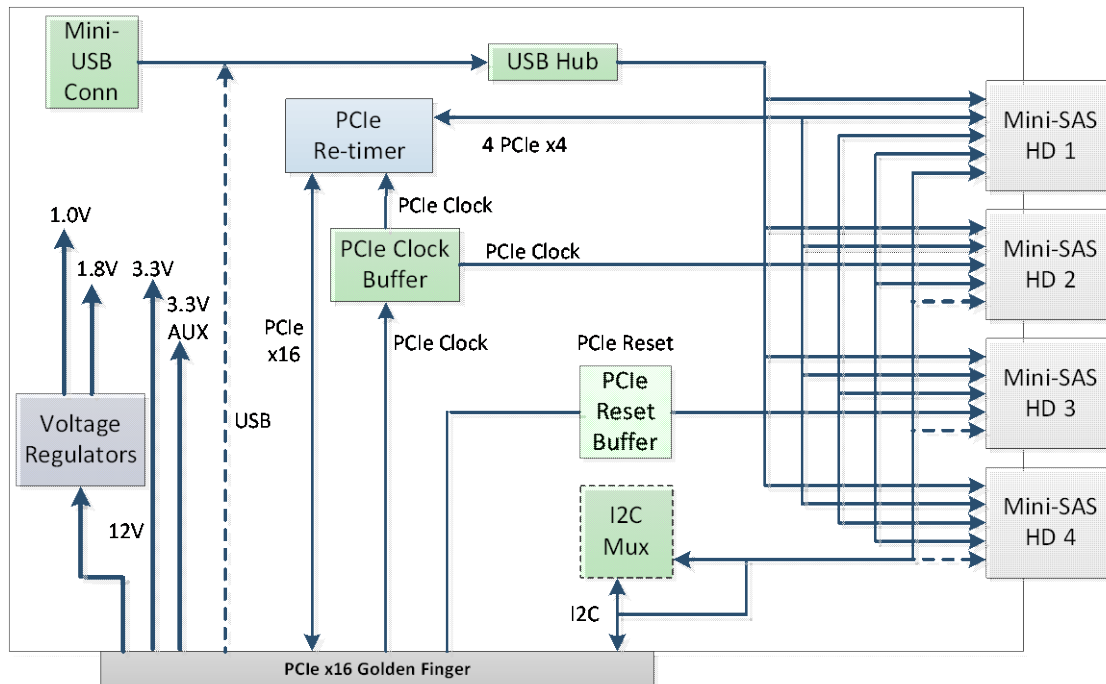 Mini-
USB
Conn
USB Hub
PCIe
Re-timer
4 PCIe x4
Mini-SAS
HD 1
PCIe Clock
1.0V
1.8V
3.3V
3.3V
AUX
PCIe Clock
Buffer
PCIe Clock
Mini-SAS
HD 2
PCIe
x16
PCIe Clock
PCIe Reset
PCIe
Reset
Buffer
Mini-SAS
HD 3
Voltage
Regulators
USB
12V
I2C
Mux
Mini-SAS
HD 4
I2C
PCIe x16 Golden Finger